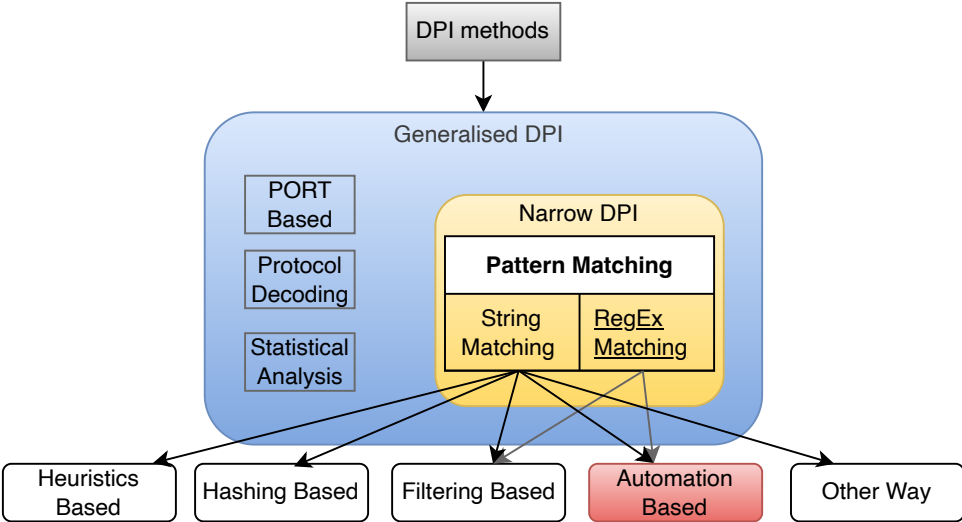 DPI methods
Generalised DPI
PORT
Based
Protocol
Decoding
Statistical
Analysis
Narrow DPI
Pattern Matching
String
Matching
RegEx
Matching
Heuristics
Based
Hashing Based
Filtering Based
Automation
Based
Other Way